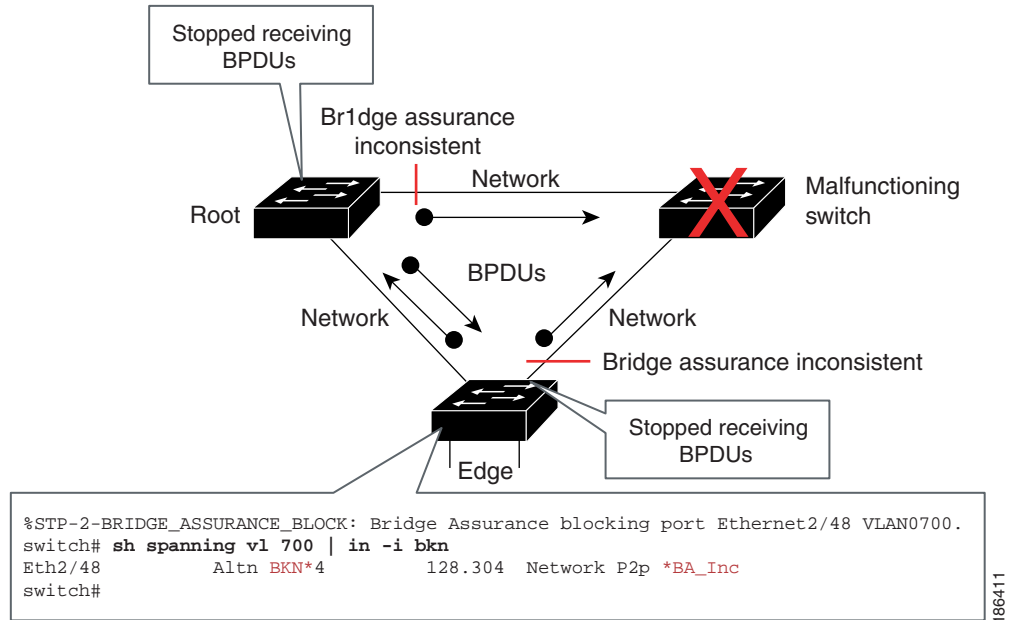 Stopped receiving
BPDUs
Br1dge assurance
inconsistent
Network
Root
Malfunctioning
switch
BPDUs
Network
Network
Bridge assurance inconsistent
Stopped receiving
BPDUs
Edge
%STP-2-BRIDGE_ASSURANCE_BLOCK: Bridge Assurance blocking port Ethernet2/48 VLAN0700.
switch# sh spanning vl 700 | in -i bkn
Eth2/48 Altn BKN*4 128.304 Network P2p *BA_Inc
switch#
186411